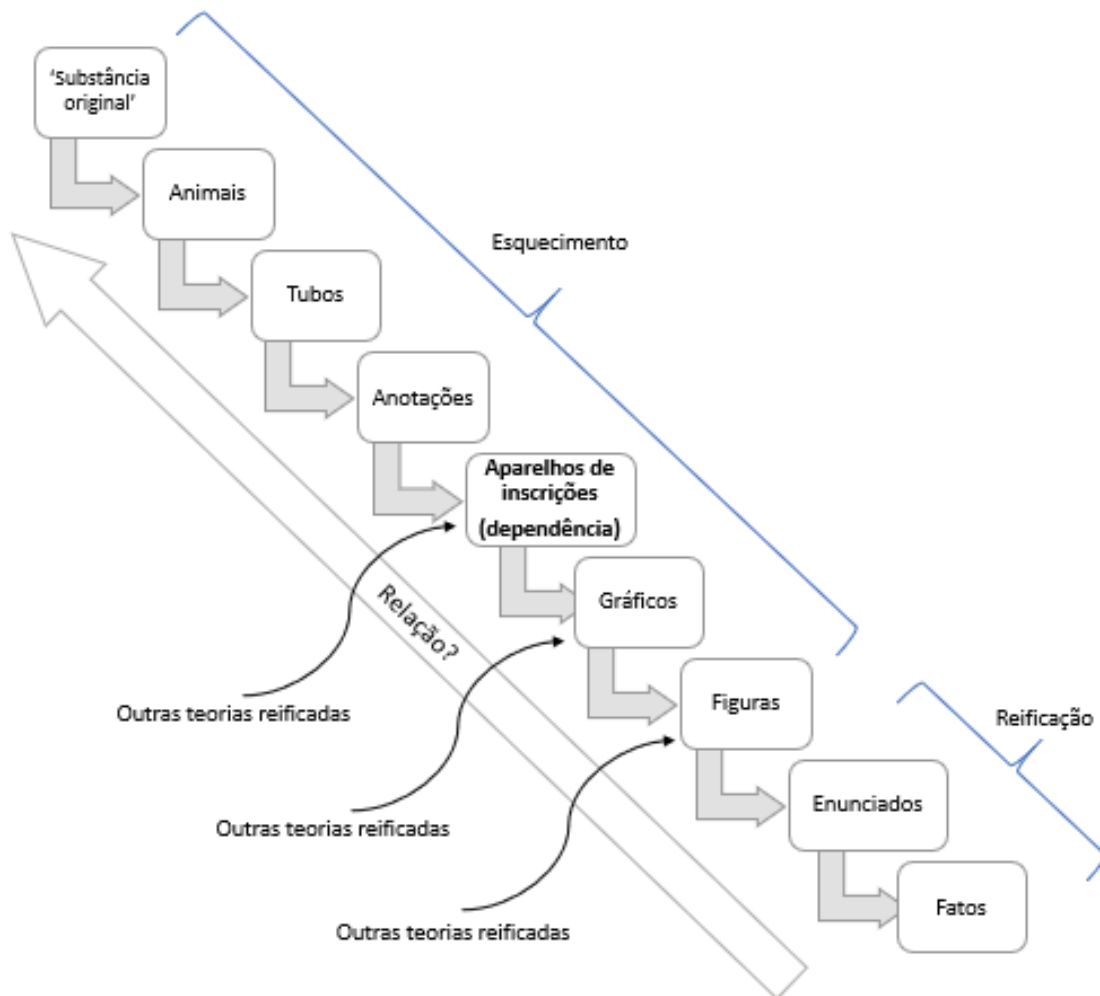 ‘Substância
original’
Animais
Esquecimento
Tubos
Anotações
Aparelhos de
inscrições
(dependência)
Gráficos
Relação?
Outras teorias reificadas
Figuras
Reificação
Enunciados
Outras teorias reificadas
Fatos
Outras teorias reificadas